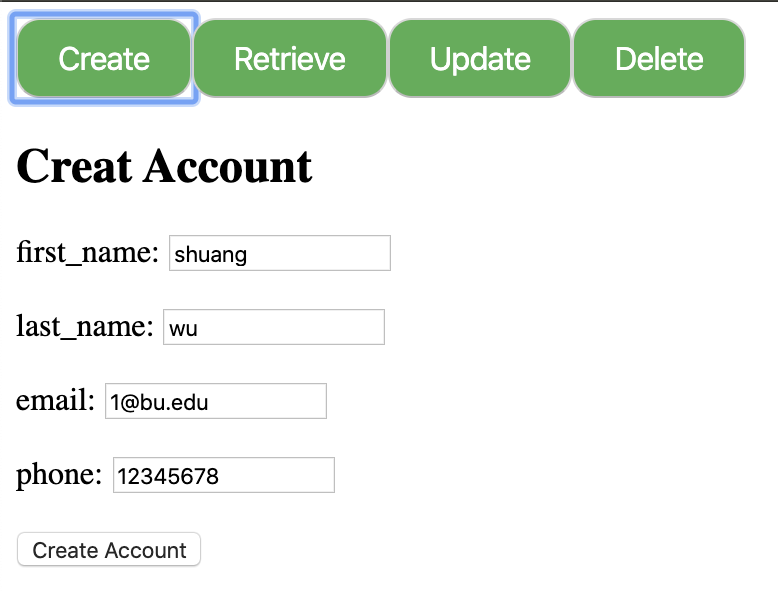 Create Retrieve Update Delete
Creat Account
first_name: shuang
last_name: wu
email: 1@bu.edu
phone: 12345678
Create Account